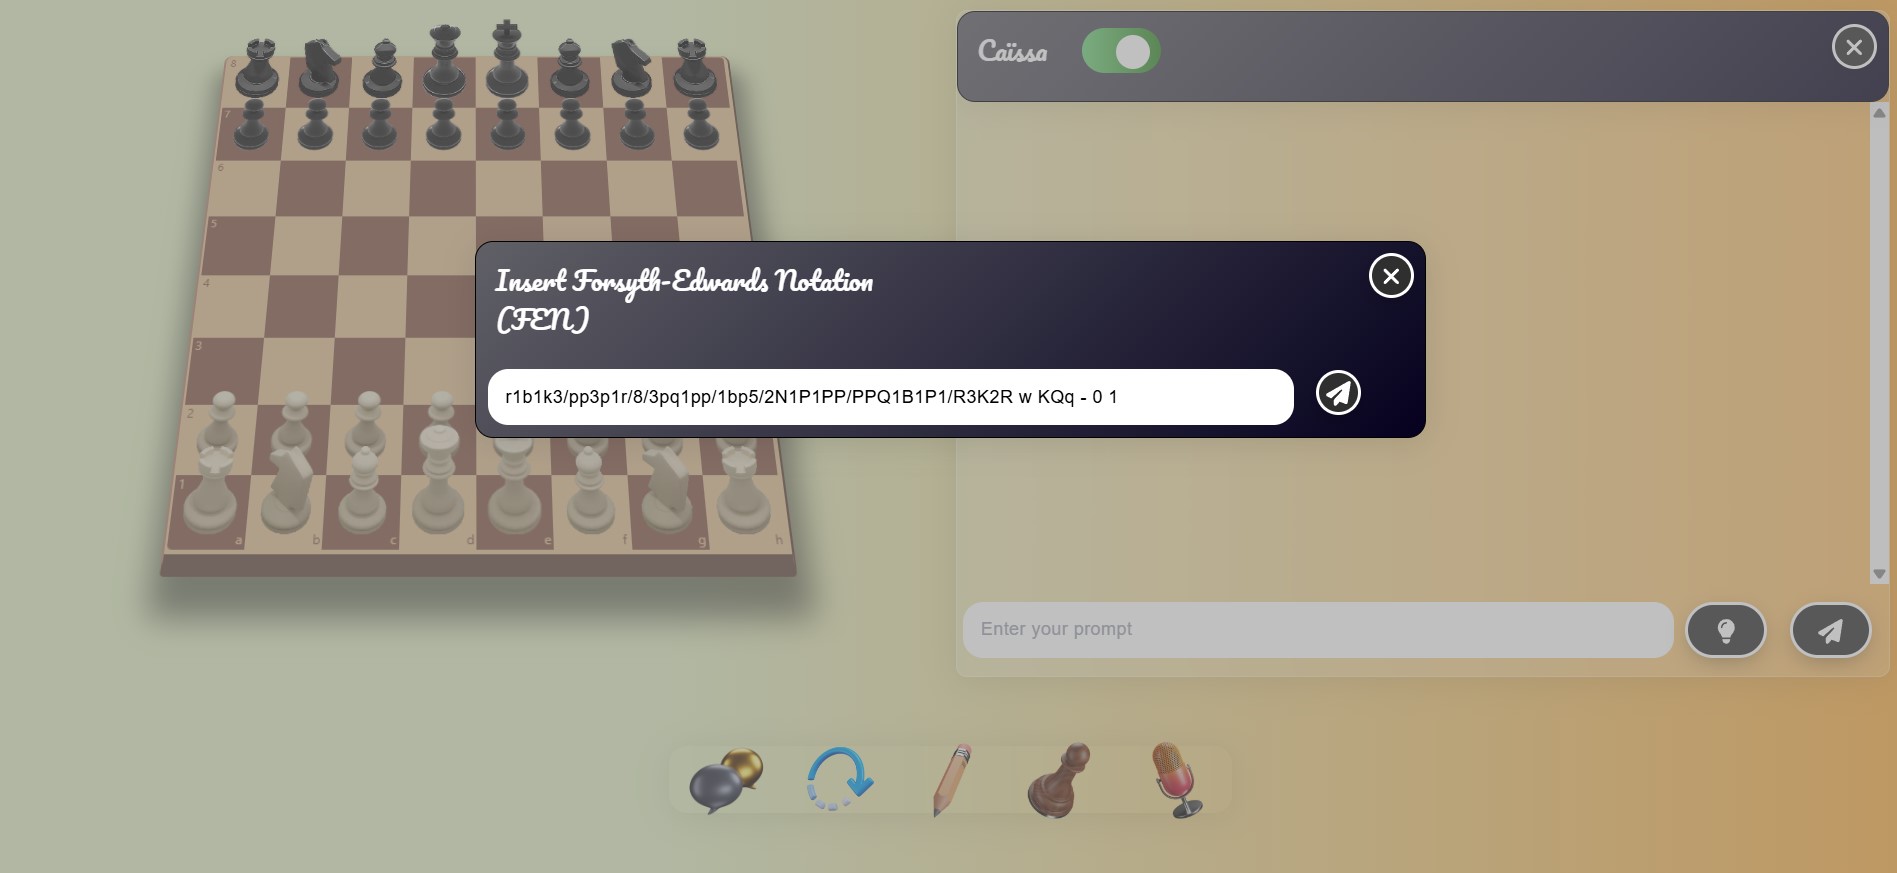 Caïssa
8
7
6
5
4
3
2
1
a b c d e f g h
Insert Forsyth-Edwards Notation
(FEN)
r1b1k3/pp3p1r/8/3pq1pp/1bp5/2N1P1PP/PPQ1B1P1/R3K2R w KQq - 0 1
Enter your prompt